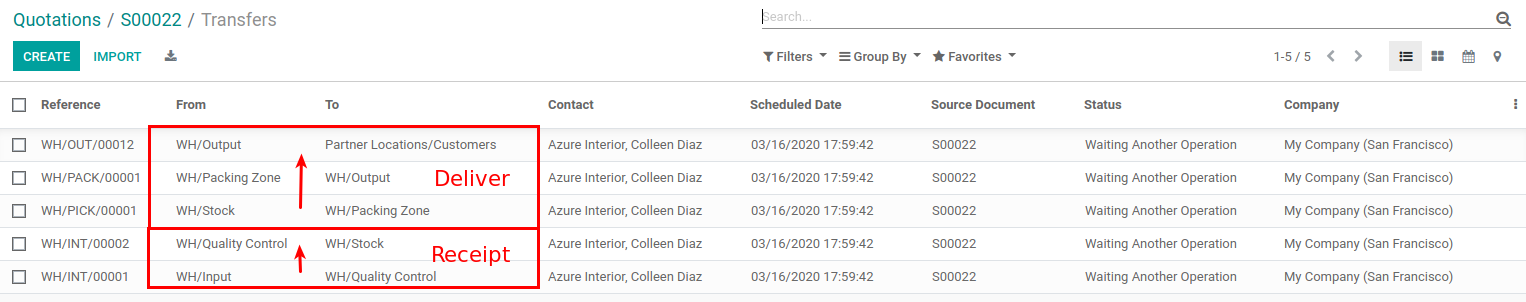 Quotations / S00022 / Transfers
Search...
CREATE IMPORT
Filters Group By Favorites
1-5 / 5
Reference From To Contact Scheduled Date Source Document Status Company
WH/OUT/00012 WH/Output Partner Locations/Customers Azure Interior, Colleen Diaz 03/16/2020 17:59:42 S00022 Waiting Another Operation My Company (San Francisco)
WH/PACK/00001 WH/Packing Zone WH/Output Azure Interior, Colleen Diaz 03/16/2020 17:59:42 S00022 Waiting Another Operation My Company (San Francisco)
Deliver
WH/PICK/00001 WH/Stock WH/Packing Zone Azure Interior, Colleen Diaz 03/16/2020 17:59:42 S00022 Waiting Another Operation My Company (San Francisco)
WH/INT/00002 WH/Quality Control WH/Stock Azure Interior, Colleen Diaz 03/16/2020 17:59:42 S00022 Waiting Another Operation My Company (San Francisco)
Receipt
WH/INT/00001 WH/Input WH/Quality Control Azure Interior, Colleen Diaz 03/16/2020 17:59:42 S00022 Waiting Another Operation My Company (San Francisco)